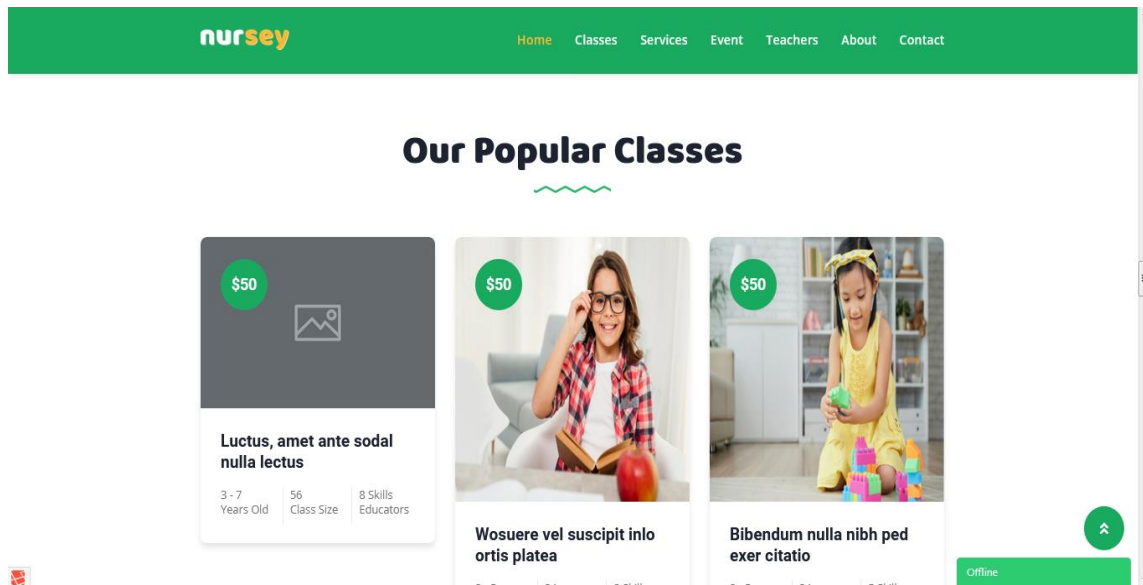 nursey
Home Classes Services Event Teachers About Contact
Our Popular Classes
$50
$50
$50
Luctus, amet ante sodal
nulla lectus
3 - 7
Years Old
56
Class Size
8 Skills
Educators
Wosuere vel suscipit inlo
ortis platea
Bibendum nulla nibh ped
exer citatio
Offline